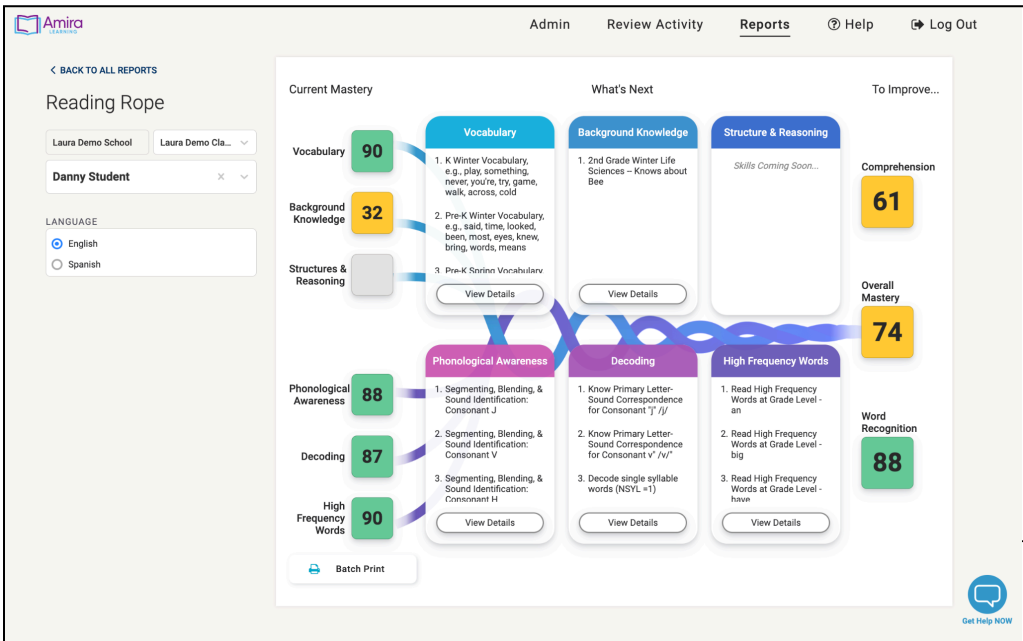 Amira
LEARNING
Admin
Review Activity
Reports
Help
Log Out
BACK TO ALL REPORTS
Reading Rope
Laura Demo School
Laura Demo Cla...
Danny Student
LANGUAGE
English
Spanish
Current Mastery
What's Next
To Improve...
Vocabulary
90
Background
Knowledge
32
Structures &
Reasoning
Vocabulary
1. K Winter Vocabulary,
e.g., play, something,
never, you're, try, game,
walk, across, cold
2. Pre-K Winter Vocabulary,
e.g., said, time, looked,
been, most, eyes, knew,
bring, words, means
3. Pre-K Spring Vocabulary
View Details
Background Knowledge
1. 2nd Grade Winter Life
Sciences – Knows about
Bee
View Details
Structure & Reasoning
Skills Coming Soon...
Comprehension
61
Overall
Mastery
74
Phonological
Awareness
88
Decoding
87
High
Frequency
Words
90
Phonological Awareness
1. Segmenting, Blending, &
Sound Identification:
Consonant J
2. Segmenting, Blending, &
Sound Identification:
Consonant V
3. Segmenting, Blending, &
Sound Identification:
Consonant H
View Details
Decoding
1. Know Primary Letter-
Sound Correspondence
for Consonant "j" /j/
2. Know Primary Letter-
Sound Correspondence
for Consonant v" /v/"
3. Decode single syllable
words (NSYL =1)
View Details
High Frequency Words
1. Read High Frequency
Words at Grade Level -
an
2. Read High Frequency
Words at Grade Level -
big
3. Read High Frequency
Words at Grade Level -
have
View Details
Word
Recognition
88
Batch Print
Get Help NOW